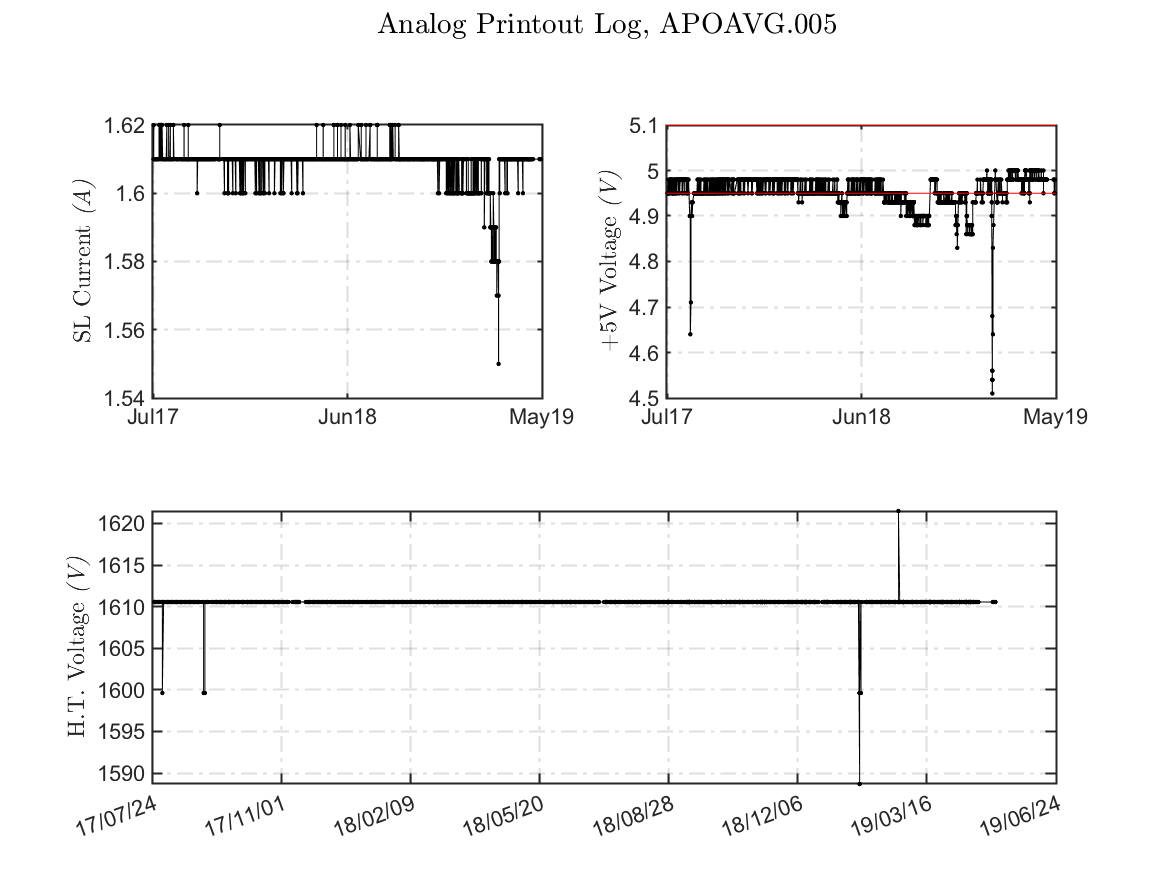 Analog Printout Log, APOAVG.005
SL Current (A)
1.62
1.6
1.58
1.56
1.54
Jul17 Jun18 May19
+5V Voltage (V)
5.1
5
4.9
4.8
4.7
4.6
4.5
Jul17 Jun18 May19
H.T. Voltage (V)
1620
1615
1610
1605
1600
1595
1590
17/07/24 17/11/01 18/02/09 18/05/20 18/08/28 18/12/06 19/03/16 19/06/24